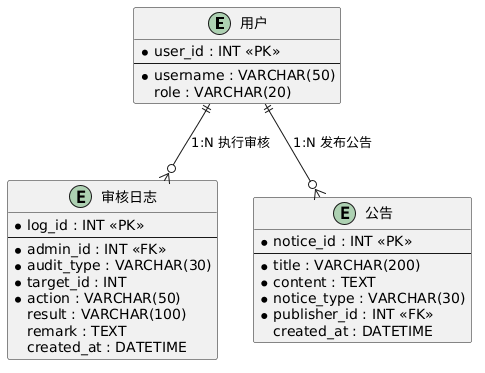 E 用户
* user_id : INT «PK»
* username : VARCHAR(50)
role : VARCHAR(20)
1:N 执行审核
1:N 发布公告
E 审核日志
* log_id : INT «PK»
* admin_id : INT «FK»
* audit_type : VARCHAR(30)
* target_id : INT
* action : VARCHAR(50)
result : VARCHAR(100)
remark : TEXT
created_at : DATETIME
E 公告
* notice_id : INT «PK»
* title : VARCHAR(200)
* content : TEXT
* notice_type : VARCHAR(30)
* publisher_id : INT «FK»
created_at : DATETIME